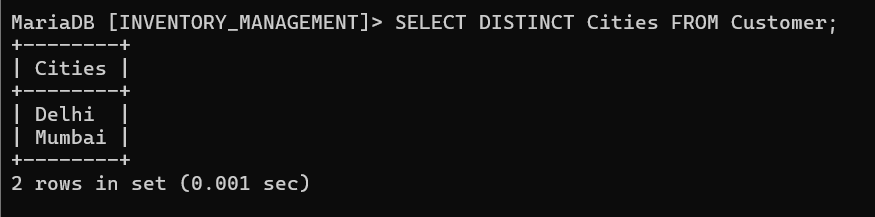 MariaDB [INVENTORY_MANAGEMENT]> SELECT DISTINCT Cities FROM Customer;
+--------+
| Cities |
+--------+
| Delhi  |
| Mumbai |
+--------+
2 rows in set (0.001 sec)